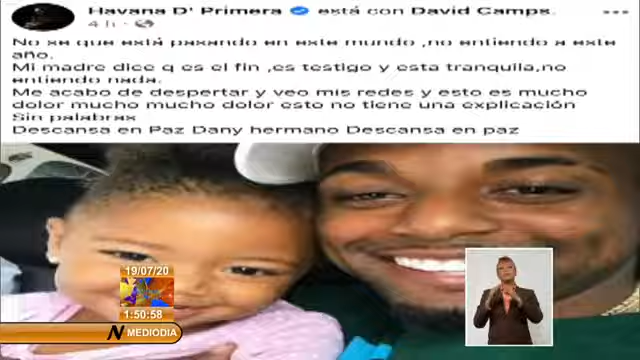 Havana D' Primera está con David Camps.
4 h
No se que está pasando en este mundo ,no entiendo a este
año.
Mi madre dice q es el fin ,es testigo y esta tranquila,no
entiendo nada.
Me acabo de despertar y veo mis redes y esto es mucho
dolor mucho mucho dolor esto no tiene una explicación
Sin palabras
Descansa en Paz Dany hermano Descansa en paz
19/07/20
1:50:58
N MEDIODIA